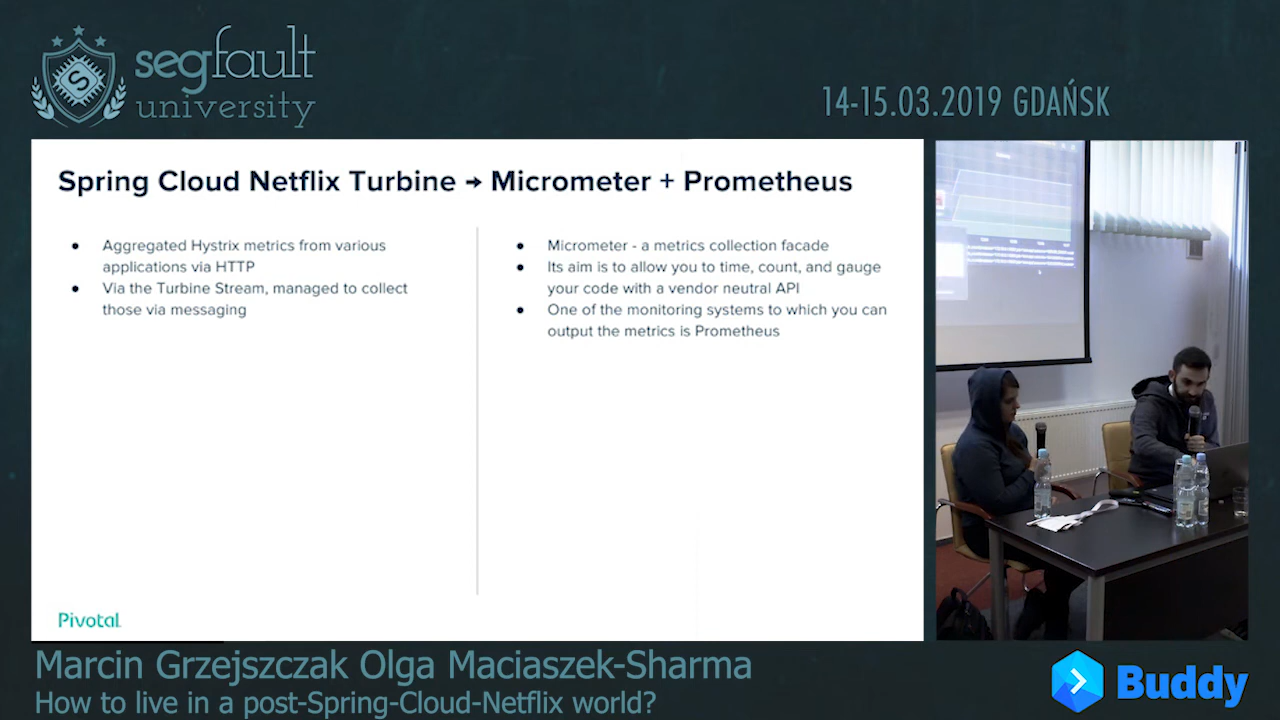 segfault
university
14-15.03.2019 GDAŃSK
Spring Cloud Netflix Turbine → Micrometer + Prometheus
● Aggregated Hystrix metrics from various
applications via HTTP
● Via the Turbine Stream, managed to collect
those via messaging
● Micrometer - a metrics collection facade
● Its aim is to allow you to time, count, and gauge
your code with a vendor neutral API
● One of the monitoring systems to which you can
output the metrics is Prometheus
Pivotal
Marcin Grzejszczak Olga Maciaszek-Sharma
How to live in a post-Spring-Cloud-Netflix world?
Buddy